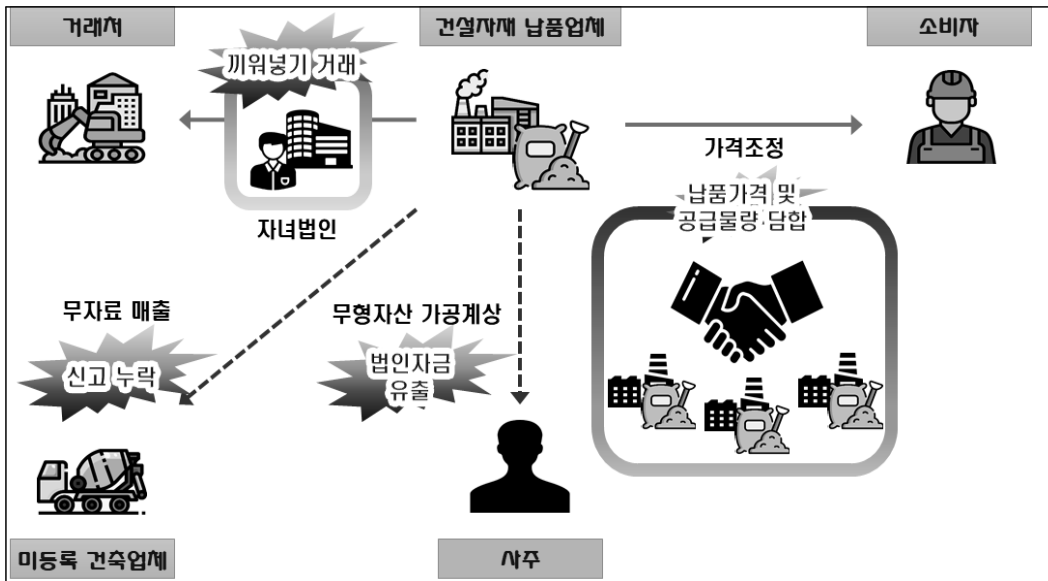 거래처
건설자재 납품업체
소비자
끼워넣기 거래
가격조정
납품가격 및
공급물량 담합
자녀법인
무자료 매출
무형자산 가공계상
신고 누락
법인자금
유출
미등록 건축업체
사주